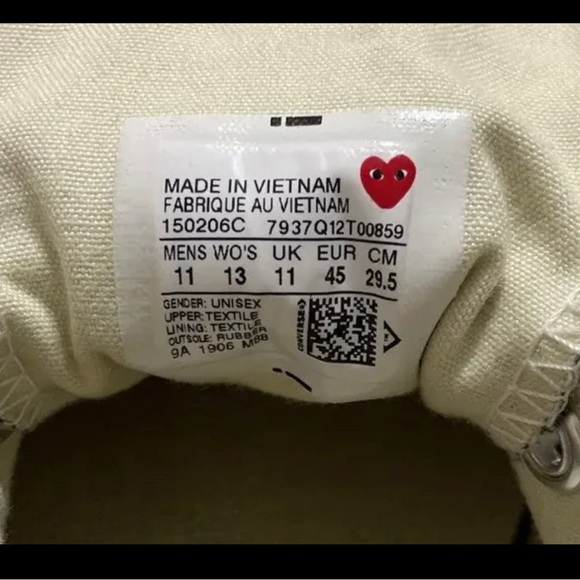 MADE IN VIETNAM
FABRIQUE AU VIETNAM
150206C 7937Q12T00859
MENS WO'S UK EUR CM
11 13 11 45 29.5
GENDER: UNISEX
UPPER: TEXTILE
LINING: TEXTILE
OUTSOLE: RUBBER
9A 1906 MBB
CONVERSE